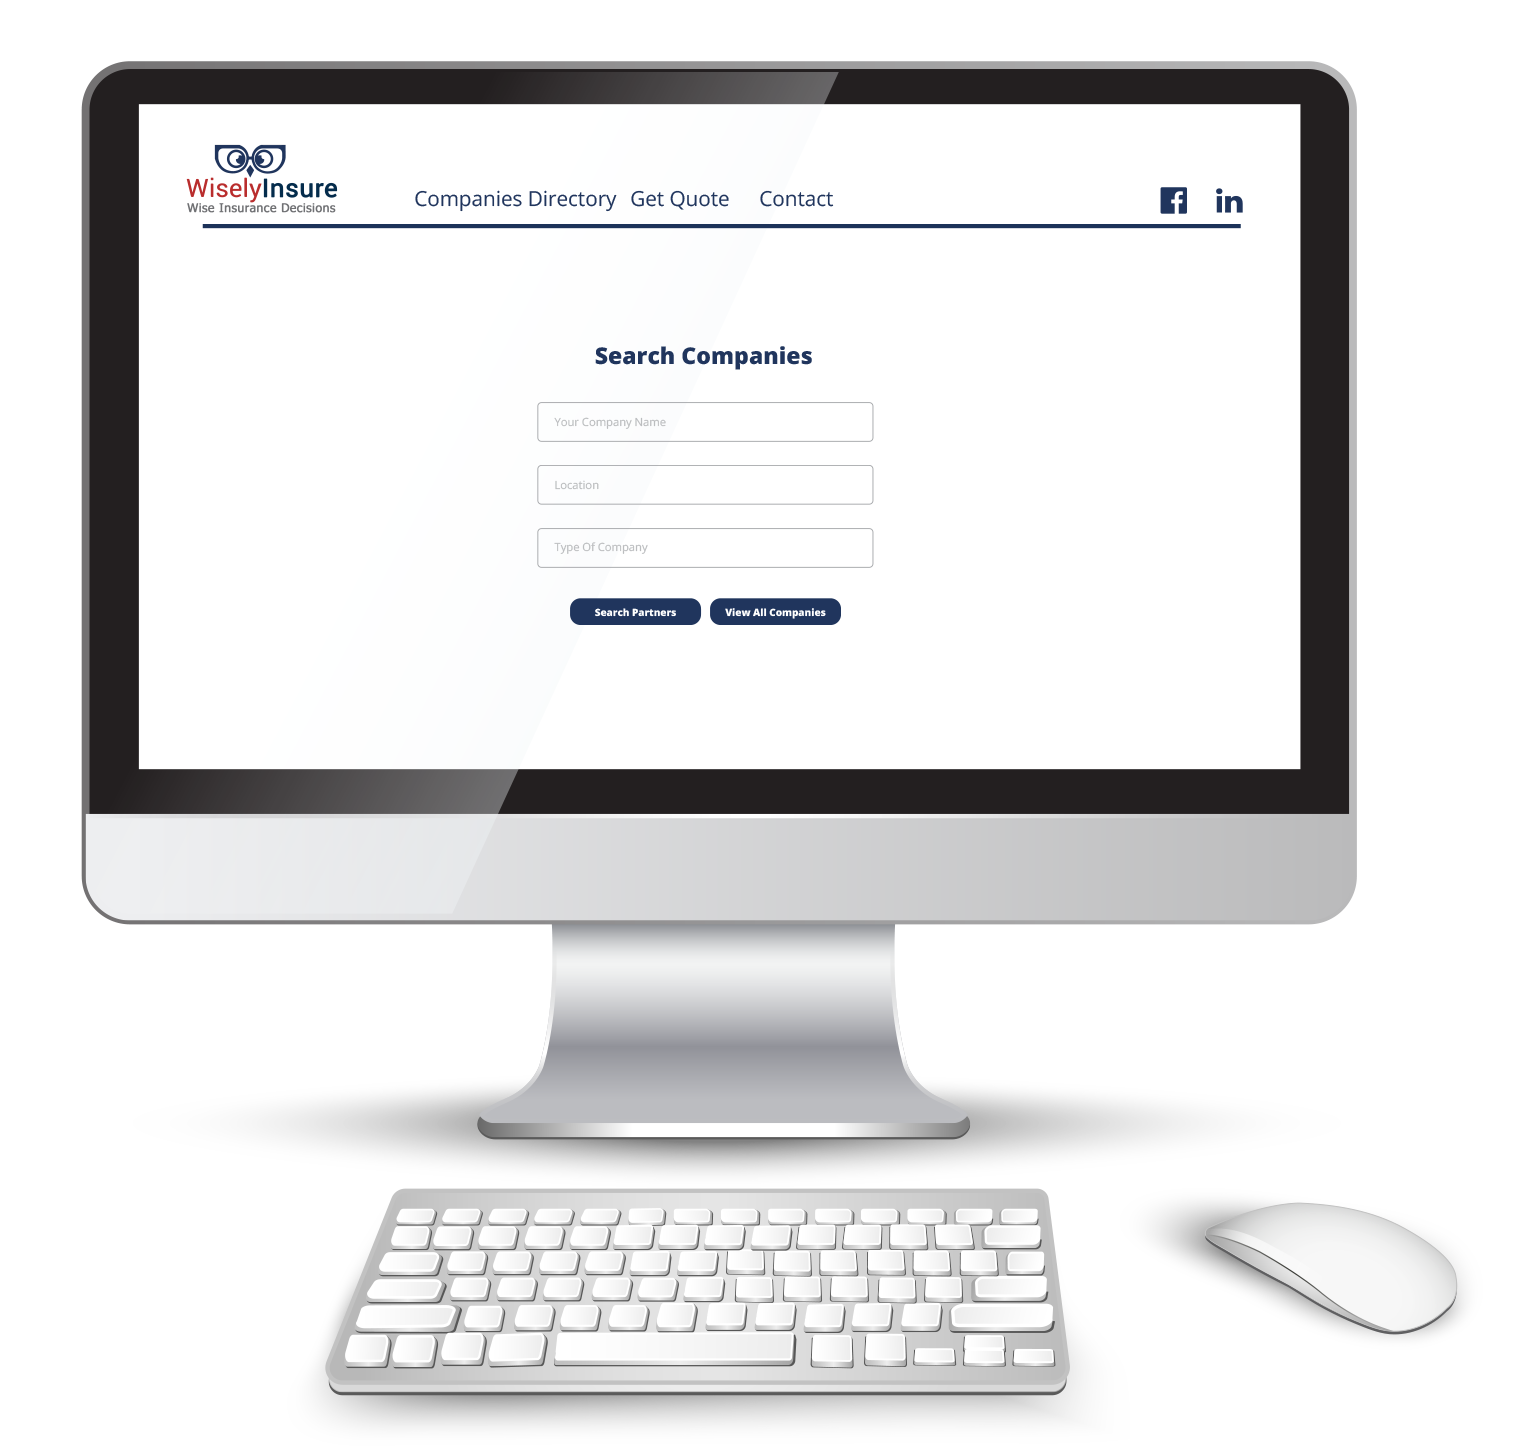 WiselyInsure
Wise Insurance Decisions
Companies Directory Get Quote Contact
Search Companies
Your Company Name
Location
Type Of Company
Search Partners View All Companies